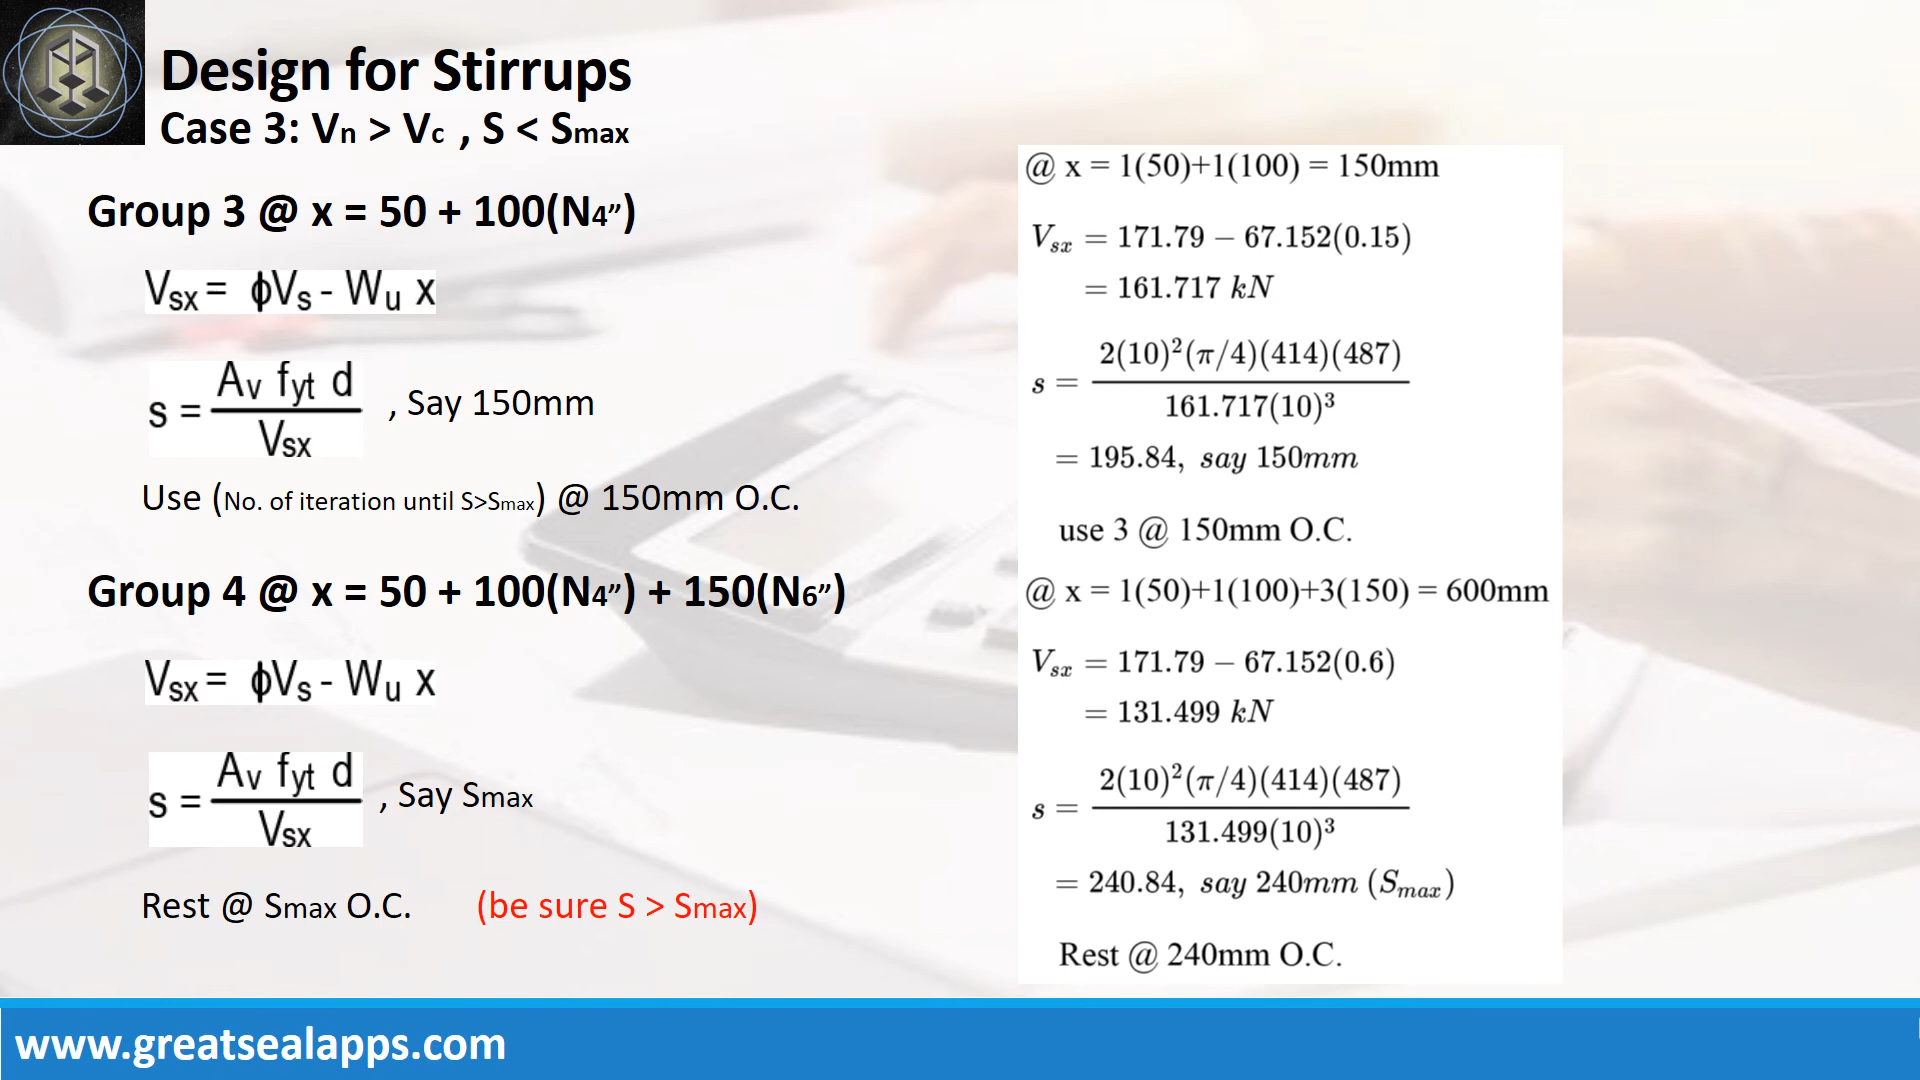 Design for Stirrups
Case 3: Vn > Vc , S < Smax
Group 3 @ x = 50 + 100(N4”)
Vsx = ϕVs - Wu x
s = Av fyt d / Vsx , Say 150mm
Use (No. of iteration until S>Smax) @ 150mm O.C.
Group 4 @ x = 50 + 100(N4”) + 150(N6”)
Vsx = ϕVs - Wu x
s = Av fyt d / Vsx , Say Smax
Rest @ Smax O.C. (be sure S > Smax)
@ x = 1(50)+1(100) = 150mm
Vsx = 171.79 − 67.152(0.15)
= 161.717 kN
s = 2(10)²(π/4)(414)(487) / 161.717(10)³
= 195.84, say 150mm
use 3 @ 150mm O.C.
@ x = 1(50)+1(100)+3(150) = 600mm
Vsx = 171.79 − 67.152(0.6)
= 131.499 kN
s = 2(10)²(π/4)(414)(487) / 131.499(10)³
= 240.84, say 240mm (Smax)
Rest @ 240mm O.C.
www.greatsealapps.com